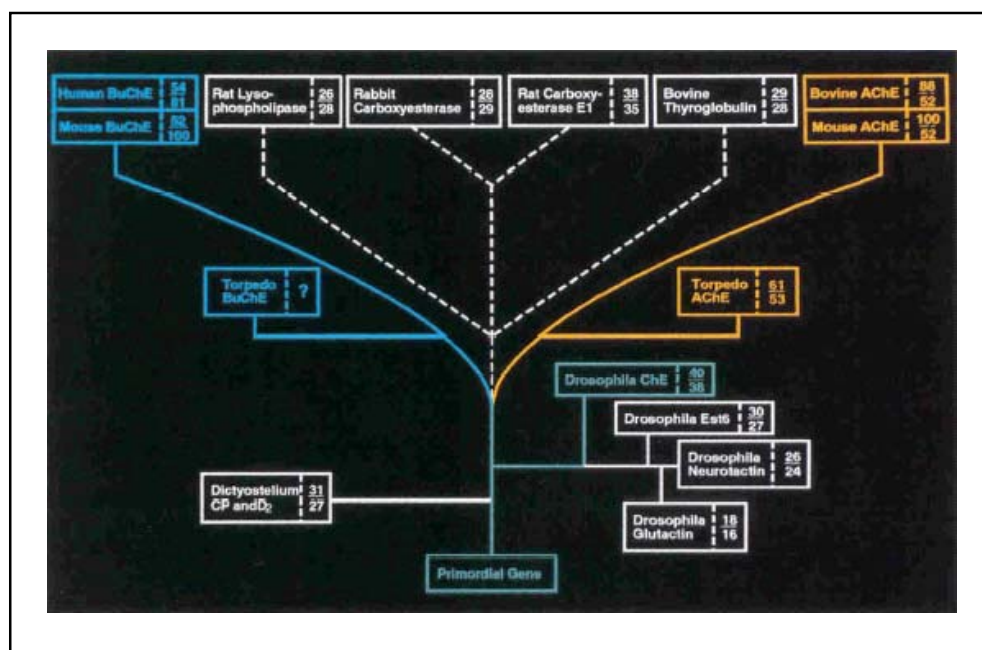 Human BuChE 54
81
Mouse BuChE 52
100
Rat Lyso-
phospholipase
26
28
Rabbit
Carboxyesterase
26
29
Rat Carboxy-
esterase E1
38
35
Bovine
Thyroglobulin
29
28
Bovine AChE 88
52
Mouse AChE 100
52
Torpedo
BuChE
?
Torpedo
AChE
61
53
Drosophila ChE 40
38
Drosophila Est6 30
27
Drosophila
Neurotactin
26
24
Dictyostelium
CP andD2
31
27
Drosophila
Glutactin
18
16
Primordial Gene